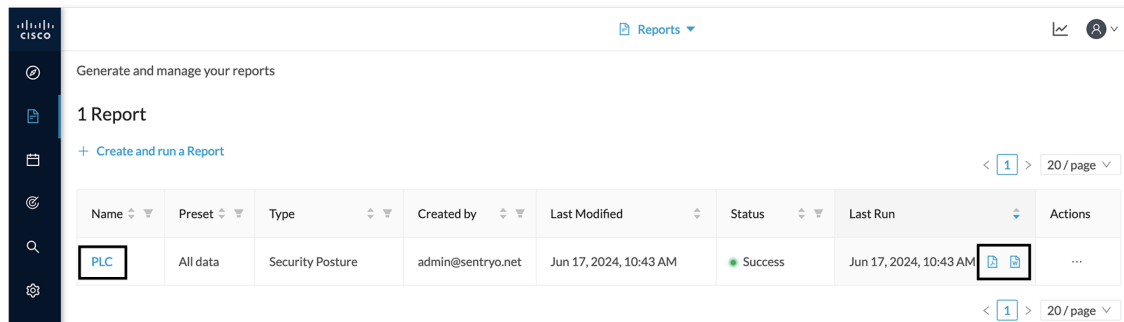 CISCO
Reports
Generate and manage your reports
1 Report
+ Create and run a Report
< 1 > 20 / page
Name Preset Type Created by Last Modified Status Last Run Actions
PLC All data Security Posture admin@sentryo.net Jun 17, 2024, 10:43 AM Success Jun 17, 2024, 10:43 AM ...
< 1 > 20 / page